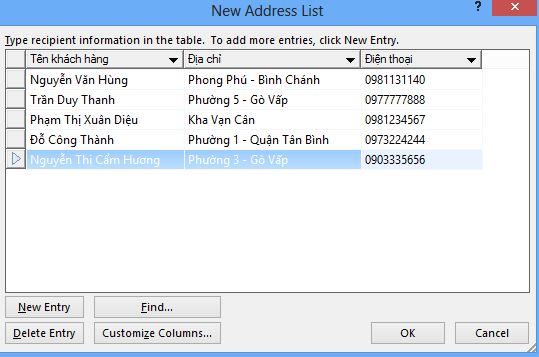 New Address List
?
Type recipient information in the table. To add more entries, click New Entry.
Tên khách hàng Địa chỉ Điện thoại
Nguyễn Văn Hùng Phong Phú - Bình Chánh 0981131140
Trần Duy Thanh Phường 5 - Gò Vấp 0977777888
Phạm Thị Xuân Diệu Kha Vạn Cân 0981234567
Đỗ Công Thành Phường 1 - Quận Tân Bình 0973224244
Nguyễn Thị Cẩm Hương Phường 3 - Gò Vấp 0903335656
New Entry Find...
Delete Entry Customize Columns... OK Cancel